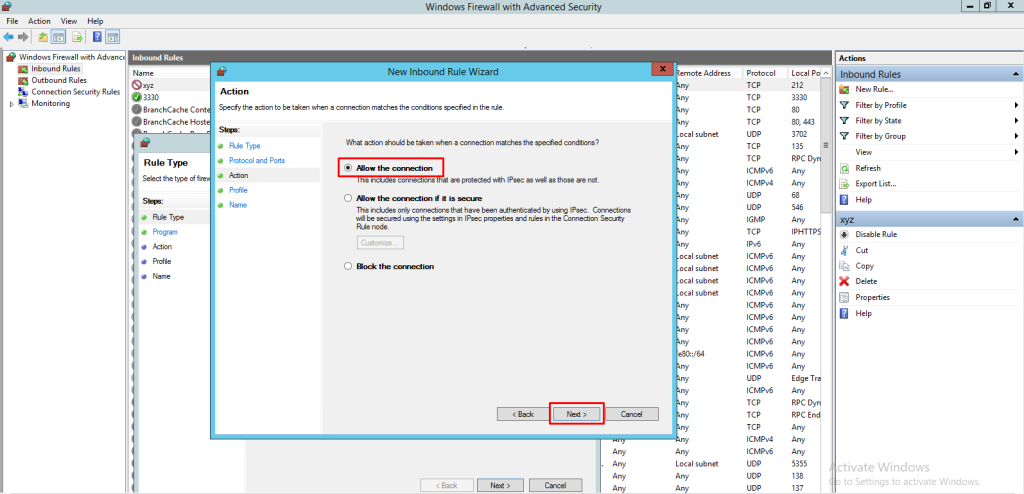 Windows Firewall with Advanced Security
File Action View Help
Windows Firewall with Advance
Inbound Rules
Outbound Rules
Connection Security Rules
Monitoring
Inbound Rules
Name
xyz
3330
BranchCache Conte
BranchCache Hoste
Rule Type
Select the type of firew
Steps:
Rule Type
Program
Action
Profile
Name
< Back Next > Cancel
New Inbound Rule Wizard
Action
Specify the action to be taken when a connection matches the conditions specified in the rule.
Steps:
Rule Type
Protocol and Ports
Action
Profile
Name
What action should be taken when a connection matches the specified conditions?
Allow the connection
This includes connections that are protected with IPsec as well as those are not.
Allow the connection if it is secure
This includes only connections that have been authenticated by using IPsec. Connections
will be secured using the settings in IPsec properties and rules in the Connection Security
Rule node.
Customize...
Block the connection
< Back Next > Cancel
Remote Address Protocol Local Po
Any TCP 212
Any TCP 3330
Any TCP 80
Any TCP 80, 443
Local subnet UDP 3702
Any TCP 135
Any TCP RPC Dyn
Any ICMPv6 Any
Any ICMPv4 Any
Any UDP 68
Any UDP 546
Any IGMP Any
Any TCP IPHTTPS
Any IPv6 Any
Local subnet ICMPv6 Any
Local subnet ICMPv6 Any
Local subnet ICMPv6 Any
Local subnet ICMPv6 Any
Any ICMPv6 Any
Any ICMPv6 Any
Any ICMPv6 Any
Any ICMPv6 Any
fe80::/64 ICMPv6 Any
Any ICMPv6 Any
Any UDP Edge Tra
Any ICMPv6 Any
Any TCP RPC Dyn
Any TCP RPC End
Any TCP Any
Any Any ICMPv4 Any
Any Any ICMPv6 Any
Any Local subnet UDP 5355
Any Any UDP 138
Any Any UDP 137
Actions
Inbound Rules
New Rule...
Filter by Profile
Filter by State
Filter by Group
View
Refresh
Export List...
Help
xyz
Disable Rule
Cut
Copy
Delete
Properties
Help
Activate Windows
Go to Settings to activate Windows.